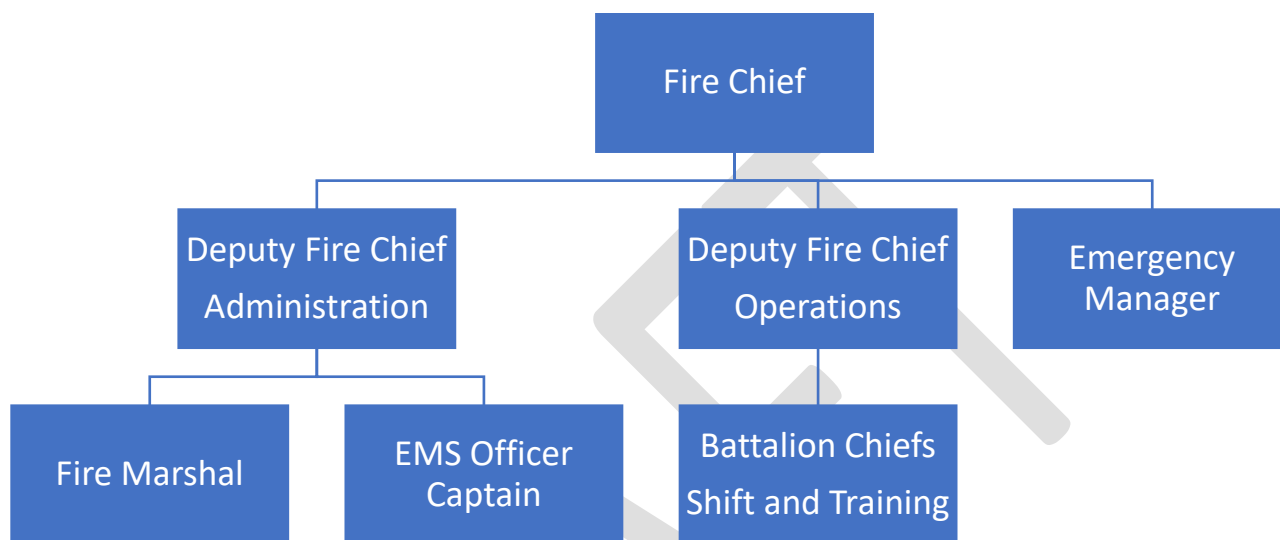 Fire Chief
Deputy Fire Chief
Administration
Deputy Fire Chief
Operations
Emergency
Manager
Fire Marshal
EMS Officer
Captain
Battalion Chiefs
Shift and Training